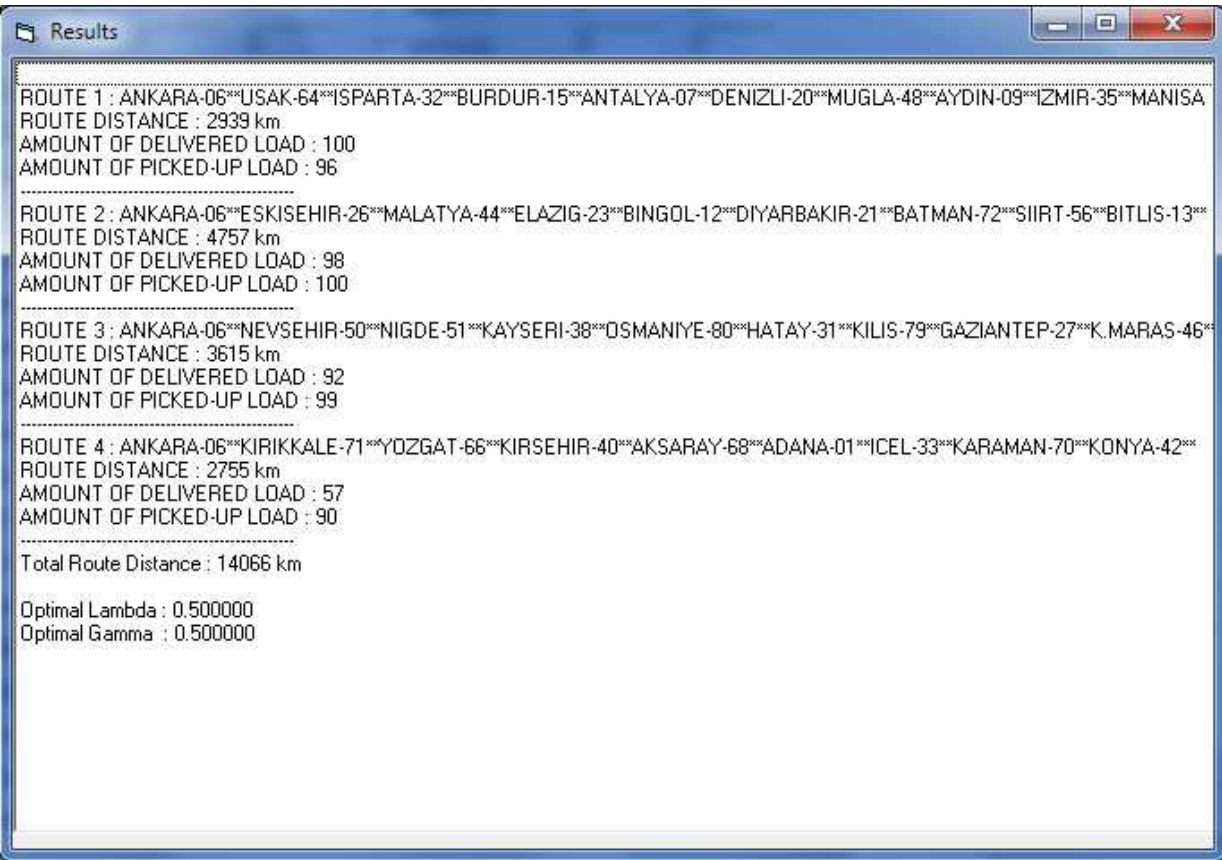 Results
ROUTE 1 : ANKARA-06**USAK-64**ISPARTA-32**BURDUR-15**ANTALYA-07**DENIZLI-20**MUGLA-48**AYDIN-09**IZMIR-35**MANISA
ROUTE DISTANCE : 2939 km
AMOUNT OF DELIVERED LOAD : 100
AMOUNT OF PICKED-UP LOAD : 96
--------------------------------------------------
ROUTE 2 : ANKARA-06**ESKISEHIR-26**MALATYA-44**ELAZIG-23**BINGOL-12**DIYARBAKIR-21**BATMAN-72**SIIRT-56**BITLIS-13**
ROUTE DISTANCE : 4757 km
AMOUNT OF DELIVERED LOAD : 98
AMOUNT OF PICKED-UP LOAD : 100
--------------------------------------------------
ROUTE 3 : ANKARA-06**NEVSEHIR-50**NIGDE-51**KAYSERI-38**OSMANIYE-80**HATAY-31**KILIS-79**GAZIANTEP-27**K.MARAS-46**
ROUTE DISTANCE : 3615 km
AMOUNT OF DELIVERED LOAD : 92
AMOUNT OF PICKED-UP LOAD : 99
--------------------------------------------------
ROUTE 4 : ANKARA-06**KIRIKKALE-71**YOZGAT-66**KIRSEHIR-40**AKSARAY-68**ADANA-01**ICEL-33**KARAMAN-70**KONYA-42**
ROUTE DISTANCE : 2755 km
AMOUNT OF DELIVERED LOAD : 57
AMOUNT OF PICKED-UP LOAD : 90
--------------------------------------------------
Total Route Distance : 14066 km
Optimal Lambda : 0.500000
Optimal Gamma : 0.500000